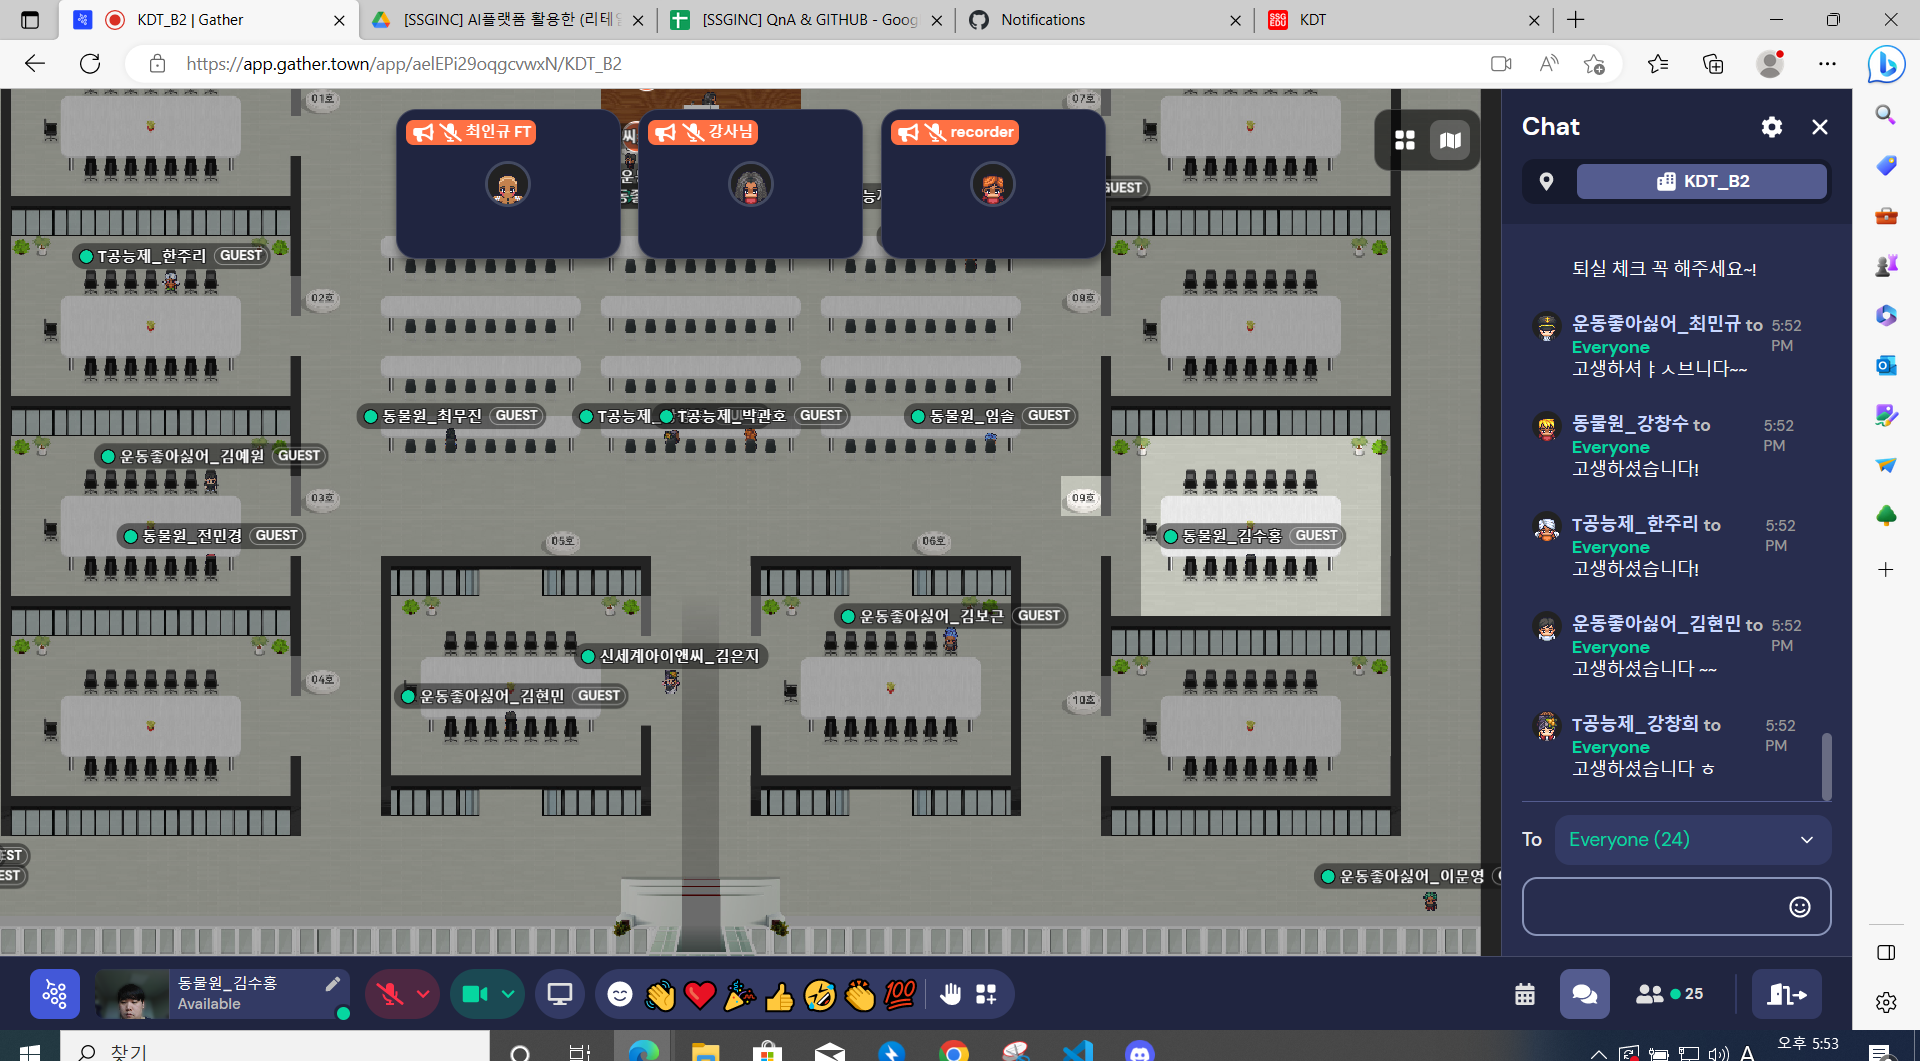 KDT_B2 | Gather
[SSGINC] AI플랫폼 활용한 (리테일
[SSGINC] QnA & GITHUB - Goog
Notifications
KDT
https://app.gather.town/app/aelEPi29oqgcvwxN/KDT_B2
01호
07호
최인규 FT
강사님
recorder
GUEST
T공능제_한주리 GUEST
02호
08호
동물원_최무진 GUEST
T공능제_
T공능제_박관호 GUEST
동물원_임솔 GUEST
운동좋아싫어_김예원 GUEST
03호
09호
동물원_전민경 GUEST
동물원_김수홍 GUEST
05호
06호
운동좋아싫어_김보근 GUEST
신세계아이앤씨_김은지
04호
운동좋아싫어_김현민 GUEST
10호
EST
EST
운동좋아싫어_이문영
Chat
KDT_B2
퇴실 체크 꼭 해주세요~!
운동좋아싫어_최민규 to 5:52 PM
Everyone
고생하셔ㅑㅅ브니다~~
동물원_강창수 to 5:52 PM
Everyone
고생하셨습니다!
T공능제_한주리 to 5:52 PM
Everyone
고생하셨습니다!
운동좋아싫어_김현민 to 5:52 PM
Everyone
고생하셨습니다 ~~
T공능제_강창희 to 5:52 PM
Everyone
고생하셨습니다 ㅎ
To Everyone (24)
동물원_김수홍
Available
25
찾기
A
오후 5:53